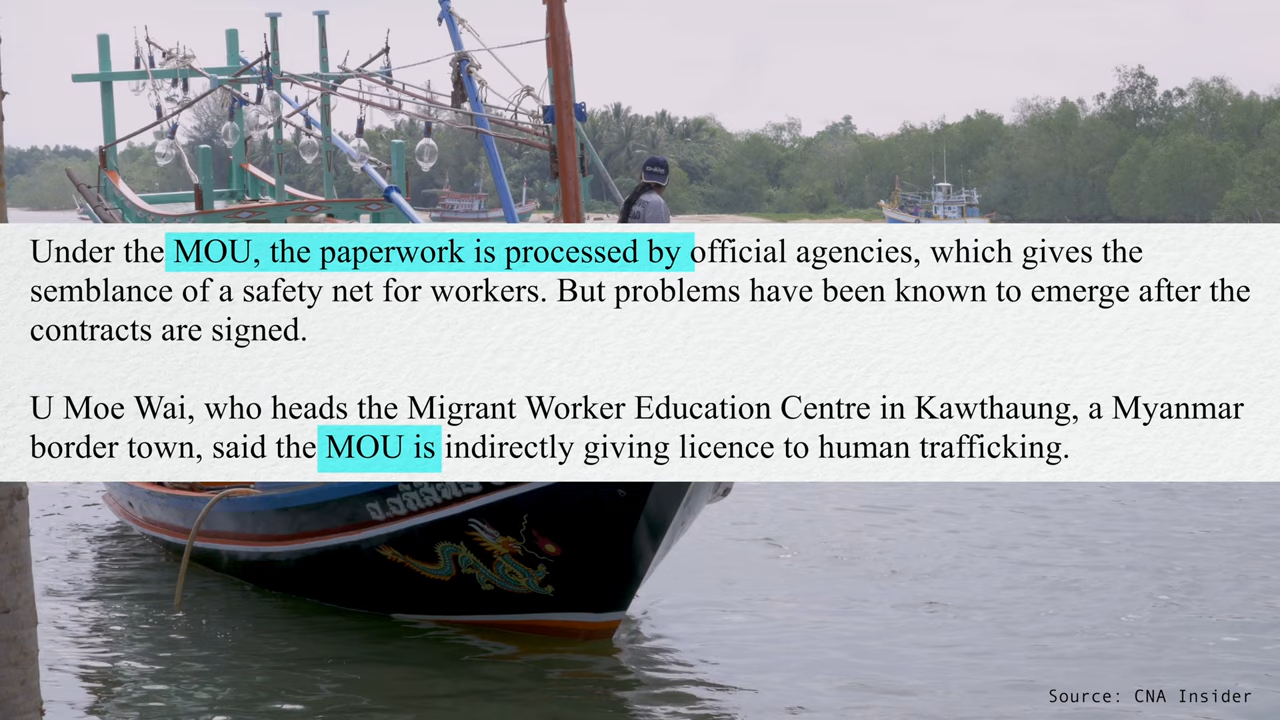 Under the MOU, the paperwork is processed by official agencies, which gives the
semblance of a safety net for workers. But problems have been known to emerge after the
contracts are signed.
U Moe Wai, who heads the Migrant Worker Education Centre in Kawthaung, a Myanmar
border town, said the MOU is indirectly giving licence to human trafficking.
Source: CNA Insider